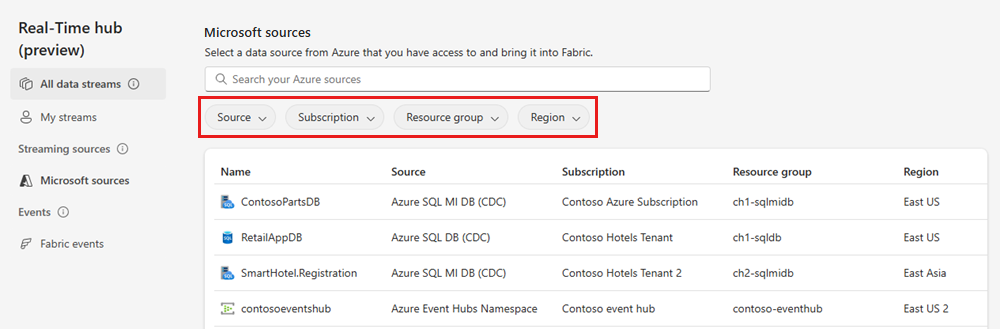 Real-Time hub
(preview)
All data streams
My streams
Streaming sources
Microsoft sources
Events
Fabric events
Microsoft sources
Select a data source from Azure that you have access to and bring it into Fabric.
Search your Azure sources
Source Subscription Resource group Region
Name Source Subscription Resource group Region
ContosoPartsDB Azure SQL MI DB (CDC) Contoso Azure Subscription ch1-sqlmidb East US
RetailAppDB Azure SQL DB (CDC) Contoso Hotels Tenant ch1-sqldb East US
SmartHotel.Registration Azure SQL MI DB (CDC) Contoso Hotels Tenant 2 ch2-sqlmidb East Asia
contosoeventshub Azure Event Hubs Namespace Contoso event hub contoso-eventhub East US 2